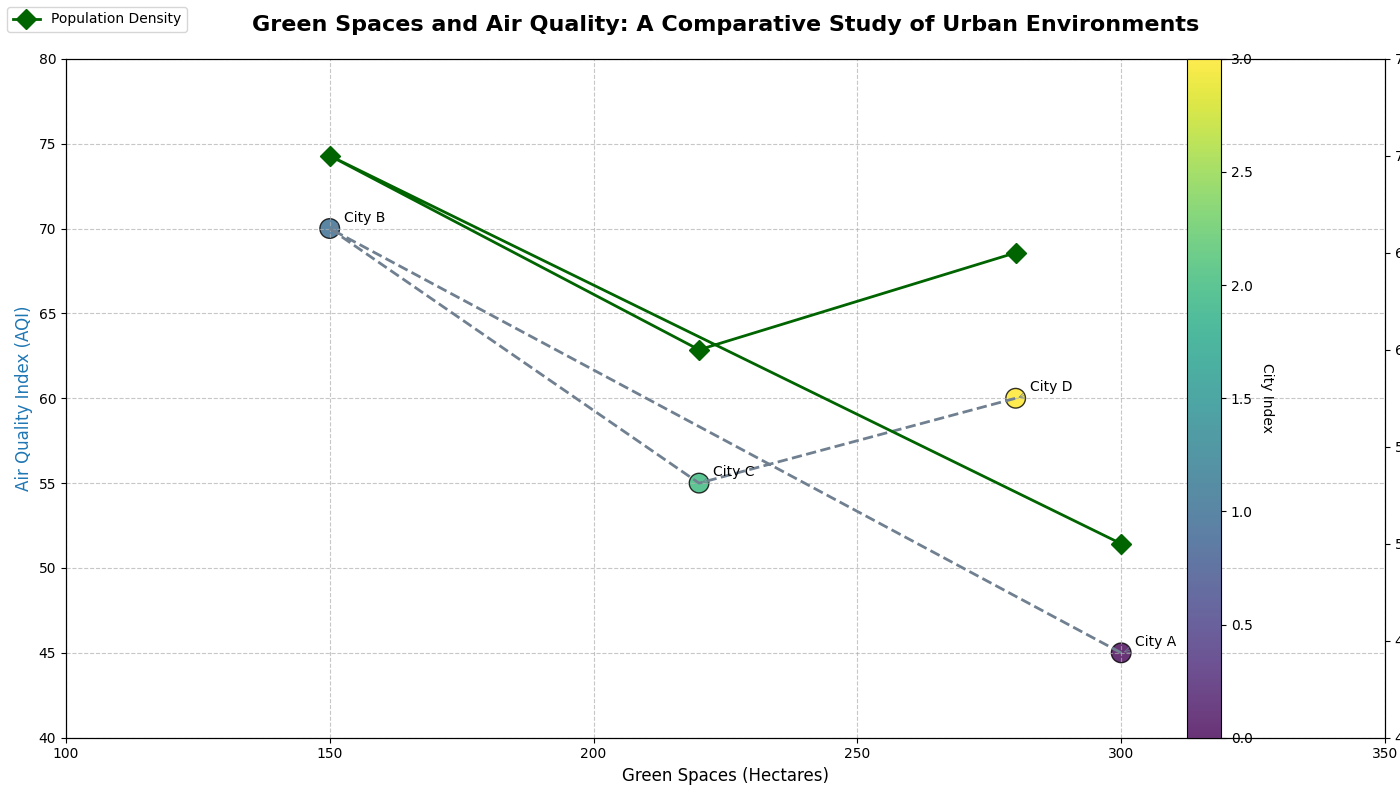 Population Density
Green Spaces and Air Quality: A Comparative Study of Urban Environments
Air Quality Index (AQI)
80
75
70
65
60
55
50
45
40
100
150
200
250
300
350
Green Spaces (Hectares)
City B
City C
City D
City A
3.0
2.5
2.0
1.5
1.0
0.5
0.0
City Index